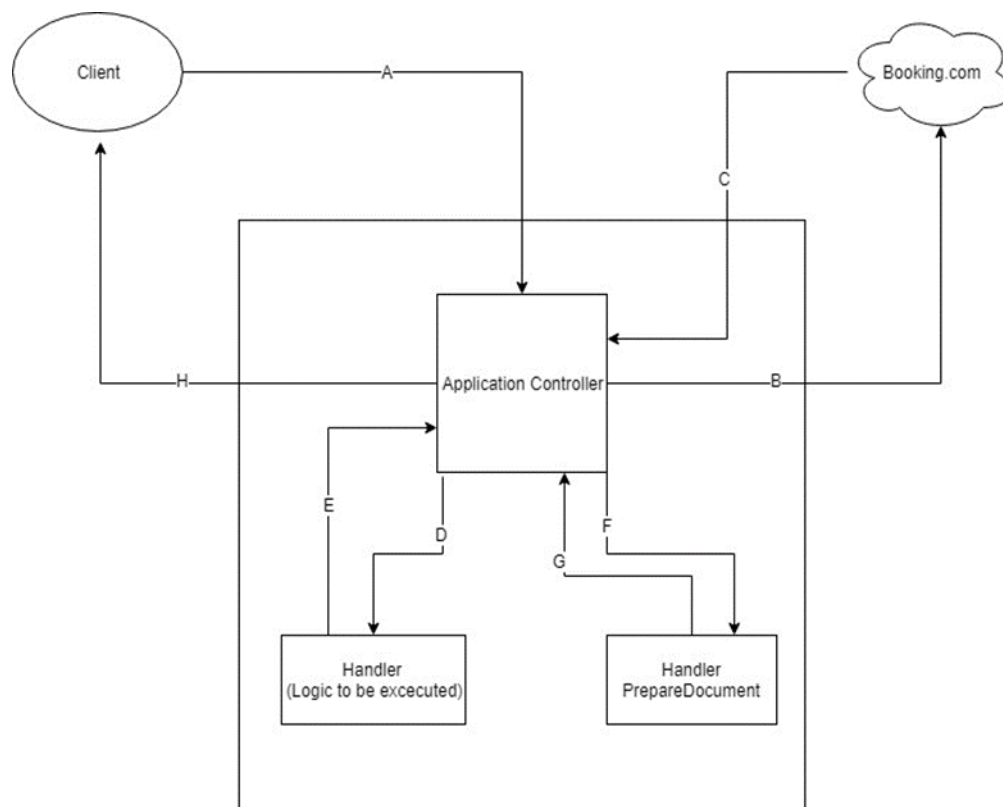 Client
A
Booking.com
C
Application Controller
H
B
E
D
F
G
Handler
(Logic to be excecuted)
Handler
PrepareDocument